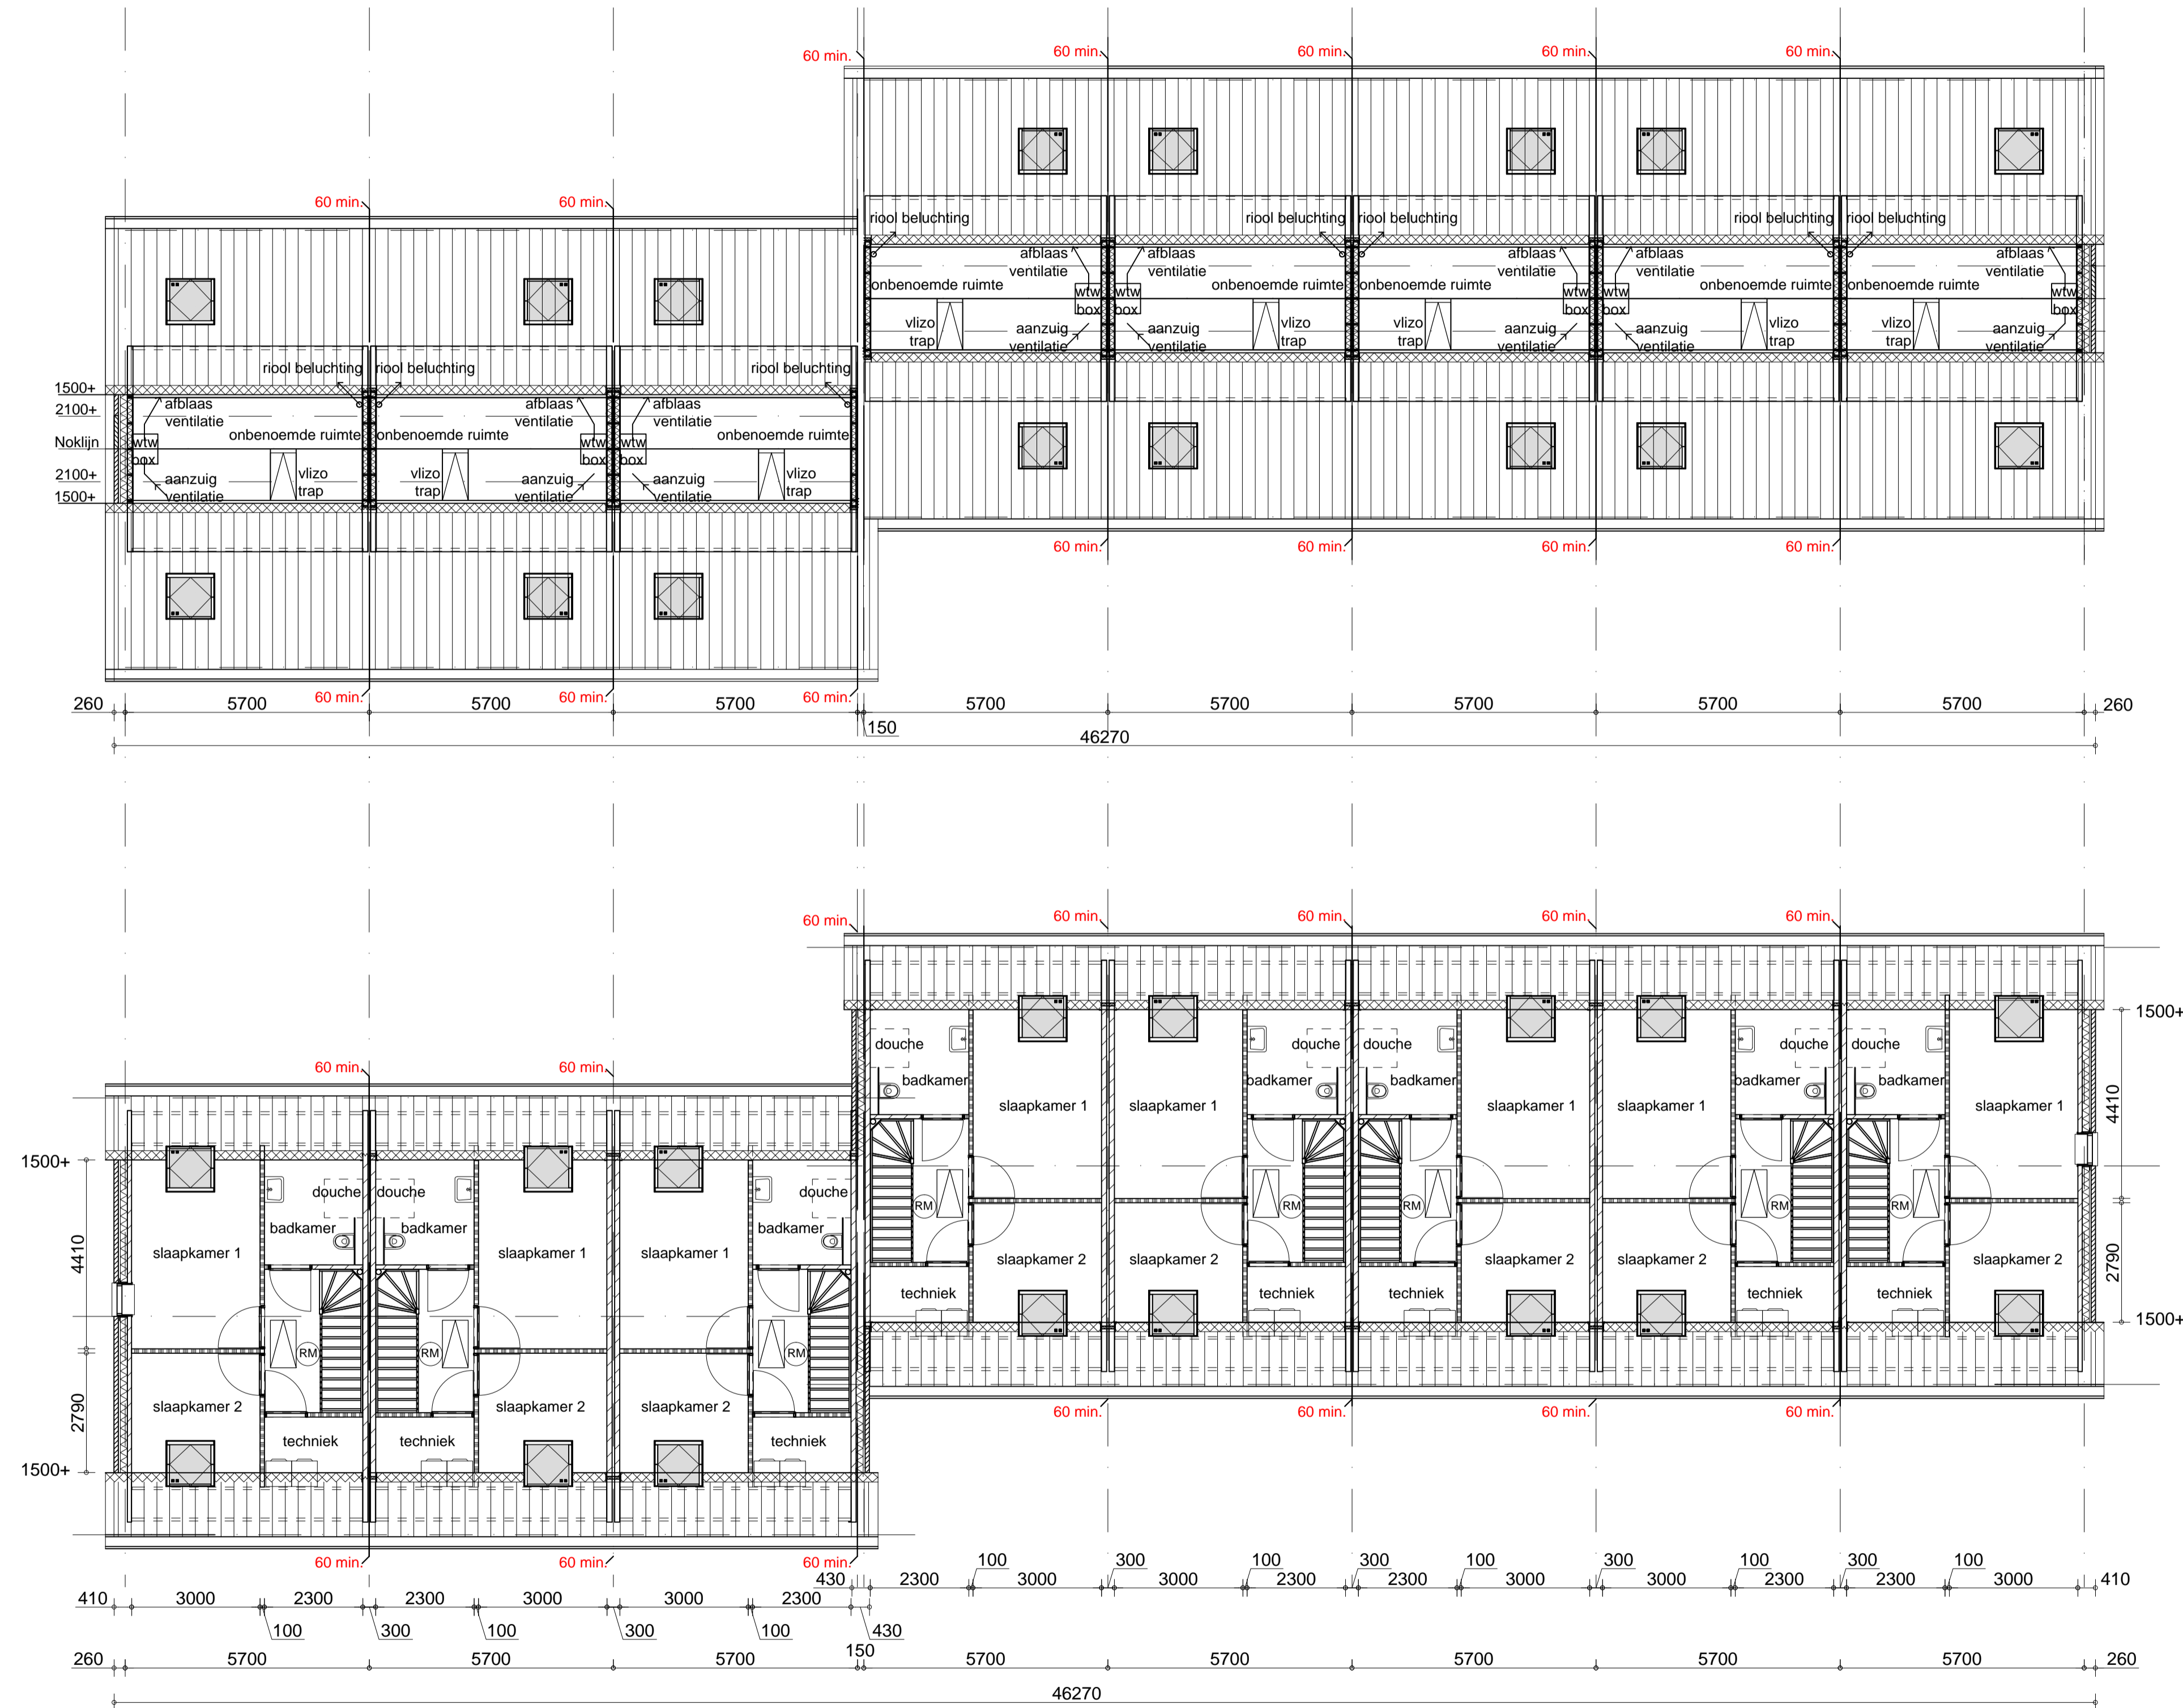 60 min. 60 min. 60 min. 60 min. 60 min.
60 min. 60 min.
riool beluchting riool beluchting riool beluchting riool beluchting riool beluchting
afblaas ventilatie afblaas ventilatie afblaas ventilatie afblaas ventilatie afblaas ventilatie
onbenoemde ruimte onbenoemde ruimte onbenoemde ruimte onbenoemde ruimte onbenoemde ruimte
wtw box wtw box wtw box wtw box wtw box
vlizo trap vlizo trap vlizo trap vlizo trap vlizo trap
aanzuig ventilatie aanzuig ventilatie aanzuig ventilatie aanzuig ventilatie aanzuig ventilatie
riool beluchting riool beluchting riool beluchting
1500+
2100+
afblaas ventilatie afblaas ventilatie afblaas ventilatie
Noklijn
onbenoemde ruimte onbenoemde ruimte onbenoemde ruimte
wtw box wtw box wtw box
2100+
1500+
aanzuig ventilatie aanzuig ventilatie aanzuig ventilatie
vlizo trap vlizo trap vlizo trap
60 min. 60 min. 60 min. 60 min.
60 min. 60 min. 60 min.
260 5700 5700 5700 150 5700 5700 5700 5700 5700 260
46270
60 min. 60 min. 60 min. 60 min. 60 min.
1500+
douche douche douche douche douche
badkamer badkamer badkamer badkamer badkamer
slaapkamer 1 slaapkamer 1 slaapkamer 1 slaapkamer 1 slaapkamer 1
4410
RM RM RM RM RM
slaapkamer 2 slaapkamer 2 slaapkamer 2 slaapkamer 2 slaapkamer 2
2790
techniek techniek techniek techniek techniek
1500+
60 min. 60 min.
1500+
douche douche douche
badkamer badkamer badkamer
slaapkamer 1 slaapkamer 1 slaapkamer 1
4410
RM RM RM
slaapkamer 2 slaapkamer 2 slaapkamer 2
2790
techniek techniek techniek
1500+
60 min. 60 min. 60 min. 60 min.
60 min. 60 min. 60 min.
100 300 100 300 100 300 100 300 100
430 2300 3000 3000 2300 2300 3000 3000 2300 2300 3000 410
410 3000 2300 2300 3000 3000 2300
100 300 100 300 100 430
260 5700 5700 5700 150 5700 5700 5700 5700 5700 260
46270